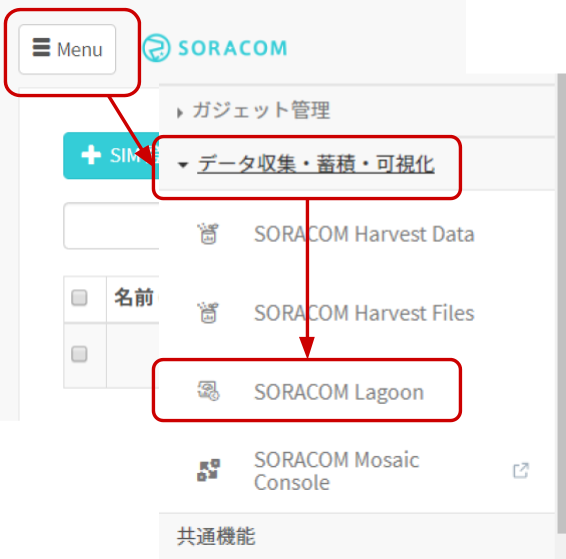 Menu
SORACOM
ガジェット管理
SIM
データ収集・蓄積・可視化
SORACOM Harvest Data
名前
SORACOM Harvest Files
SORACOM Lagoon
SORACOM Mosaic
Console
共通機能